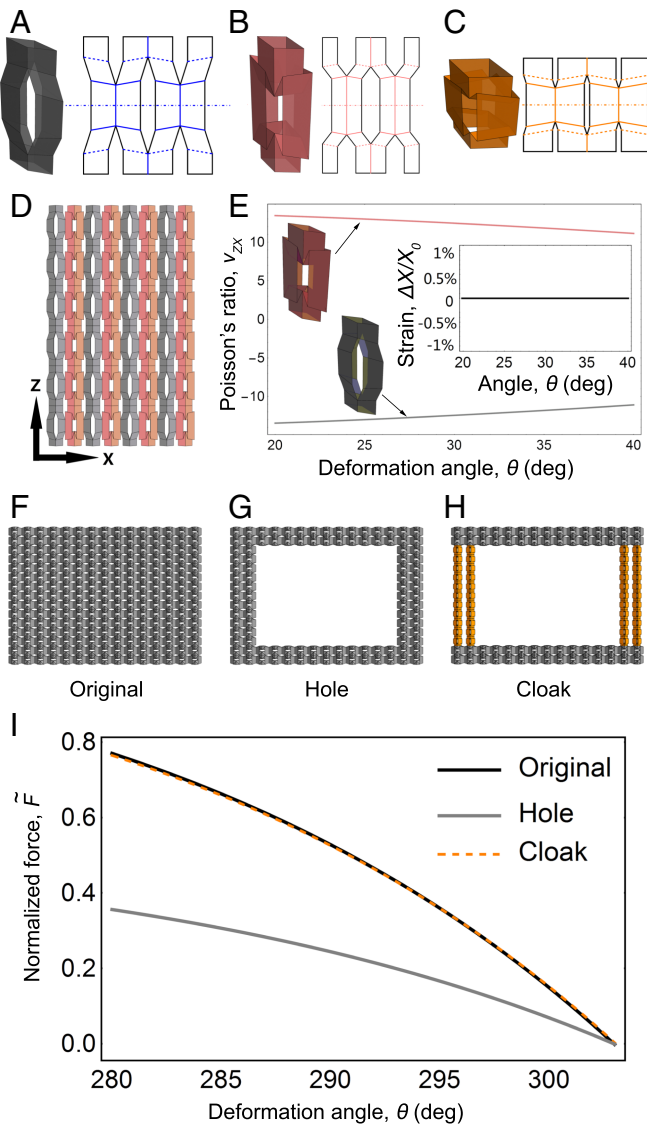 A
B
C
D
Z
X
E
Poisson's ratio, νZX
10
5
0
−5
−10
20
25
30
35
40
Deformation angle, θ (deg)
Strain, ΔX/X0
1%
0.5%
0
-0.5%
-1%
20 25 30 35 40
Angle, θ (deg)
F
G
H
Original
Hole
Cloak
I
Normalized force, F̃
0.8
0.6
0.4
0.2
0.0
Original
Hole
Cloak
280
285
290
295
300
Deformation angle, θ (deg)